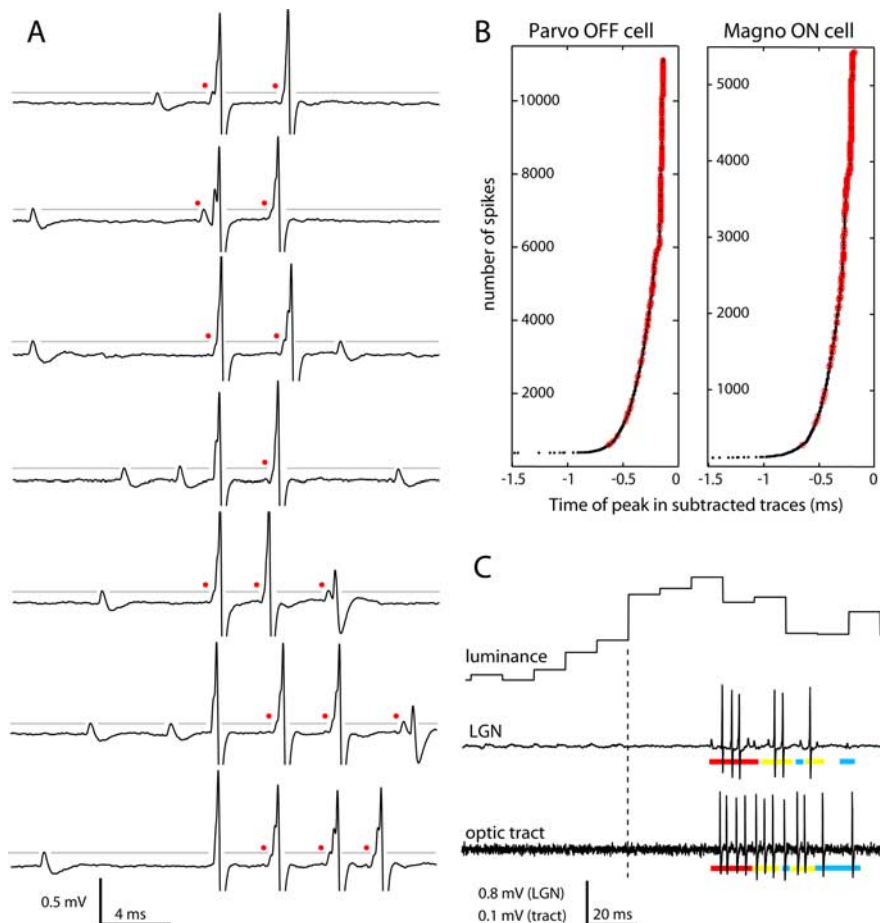 A
0.5 mV
4 ms
B
Parvo OFF cell
Magno ON cell
number of spikes
10000
8000
6000
4000
2000
5000
4000
3000
2000
1000
-1.5 -1 -0.5 0
-1.5 -1 -0.5 0
Time of peak in subtracted traces (ms)
C
luminance
LGN
optic tract
0.8 mV (LGN)
0.1 mV (tract)
20 ms